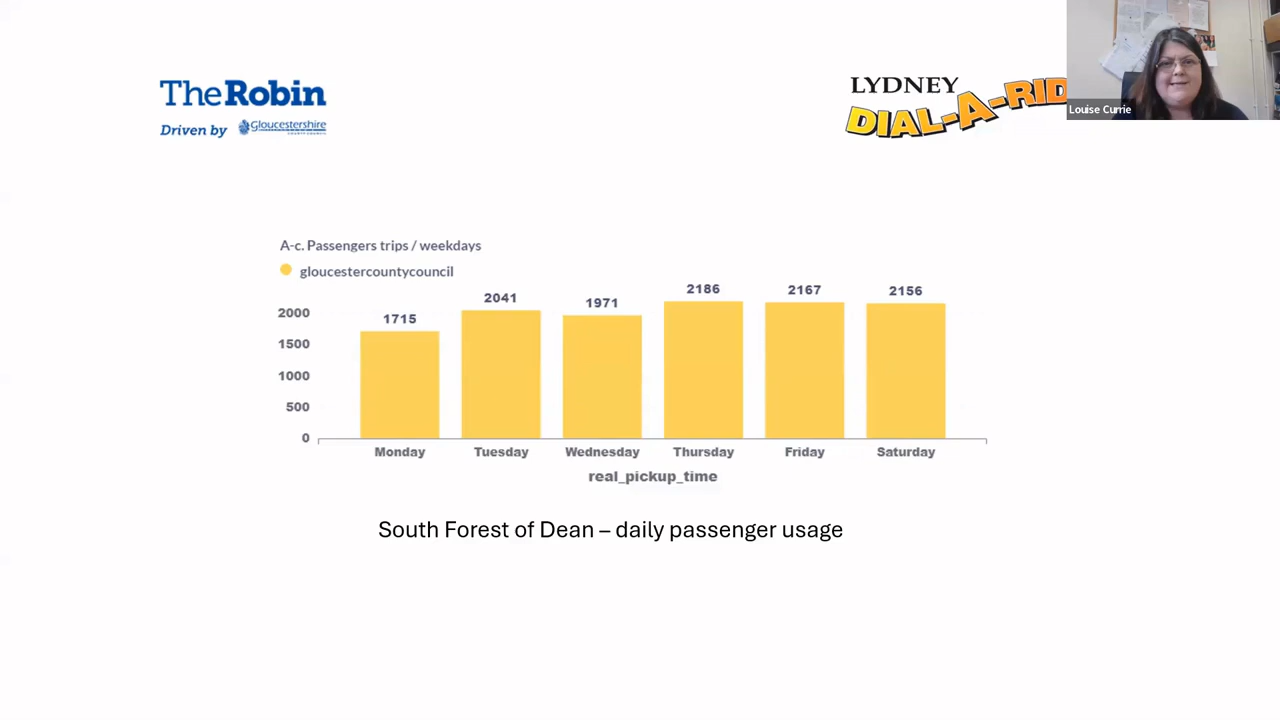 TheRobin
Driven by Gloucestershire
COUNTY COUNCIL
LYDNEY
DIAL-A-RID
Louise Currie
A-c. Passengers trips / weekdays
gloucestercountycouncil
2000
1500
1000
500
0
1715
2041
1971
2186
2167
2156
Monday
Tuesday
Wednesday
Thursday
Friday
Saturday
real_pickup_time
South Forest of Dean – daily passenger usage